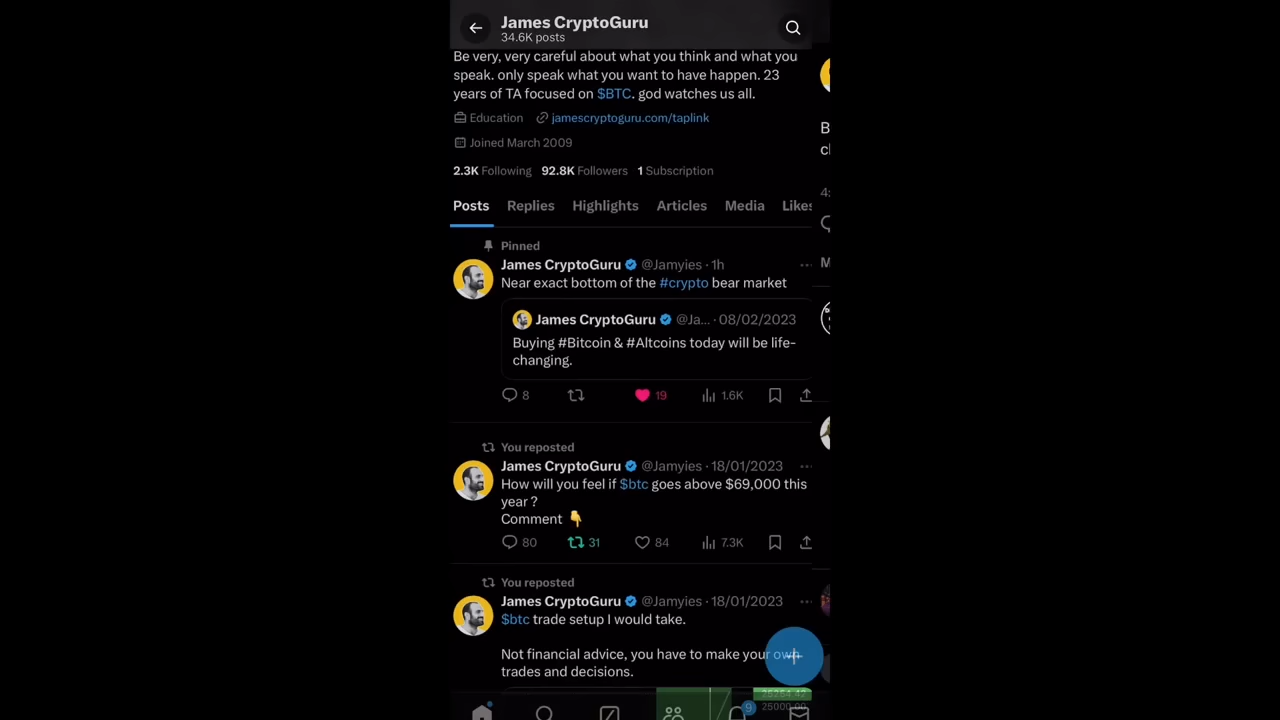 James CryptoGuru
34.6K posts
Be very, very careful about what you think and what you
speak. only speak what you want to have happen. 23
years of TA focused on $BTC. god watches us all.
Education jamescryptoguru.com/taplink
Joined March 2009
2.3K Following 92.8K Followers 1 Subscription
Posts Replies Highlights Articles Media Likes
Pinned
James CryptoGuru @Jamyies · 1h
Near exact bottom of the #crypto bear market
James CryptoGuru @Ja... · 08/02/2023
Buying #Bitcoin & #Altcoins today will be life-
changing.
8 19 1.6K
You reposted
James CryptoGuru @Jamyies · 18/01/2023
How will you feel if $btc goes above $69,000 this
year ?
Comment 👇
80 31 84 7.3K
You reposted
James CryptoGuru @Jamyies · 18/01/2023
$btc trade setup I would take.
Not financial advice, you have to make your own
trades and decisions.
25000.00
9